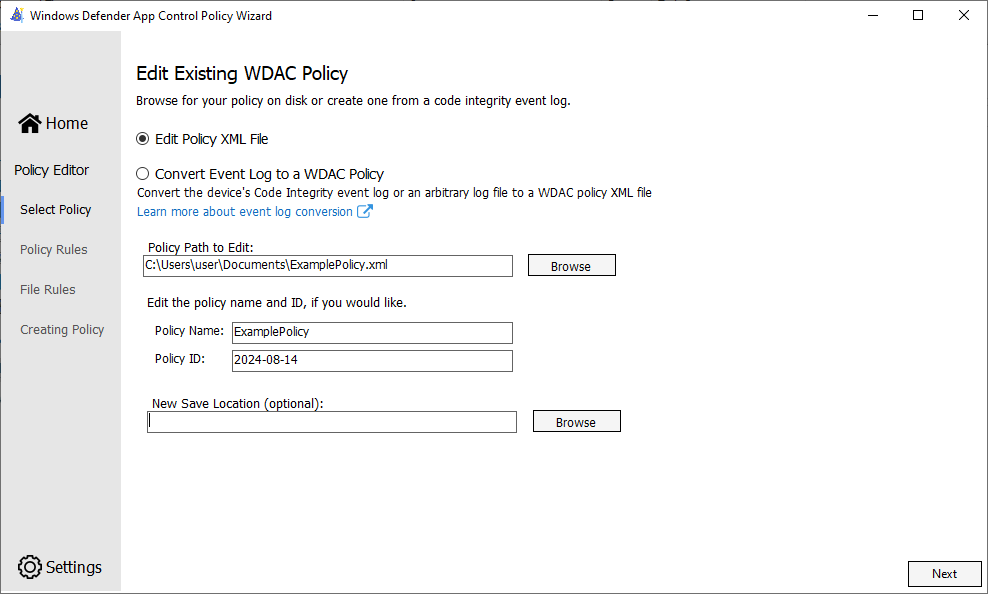 Windows Defender App Control Policy Wizard
Home
Policy Editor
Select Policy
Policy Rules
File Rules
Creating Policy
Settings
Edit Existing WDAC Policy
Browse for your policy on disk or create one from a code integrity event log.
Edit Policy XML File
Convert Event Log to a WDAC Policy
Convert the device's Code Integrity event log or an arbitrary log file to a WDAC policy XML file
Learn more about event log conversion
Policy Path to Edit:
C:\Users\user\Documents\ExamplePolicy.xml Browse
Edit the policy name and ID, if you would like.
Policy Name: ExamplePolicy
Policy ID: 2024-08-14
New Save Location (optional):
Browse
Next